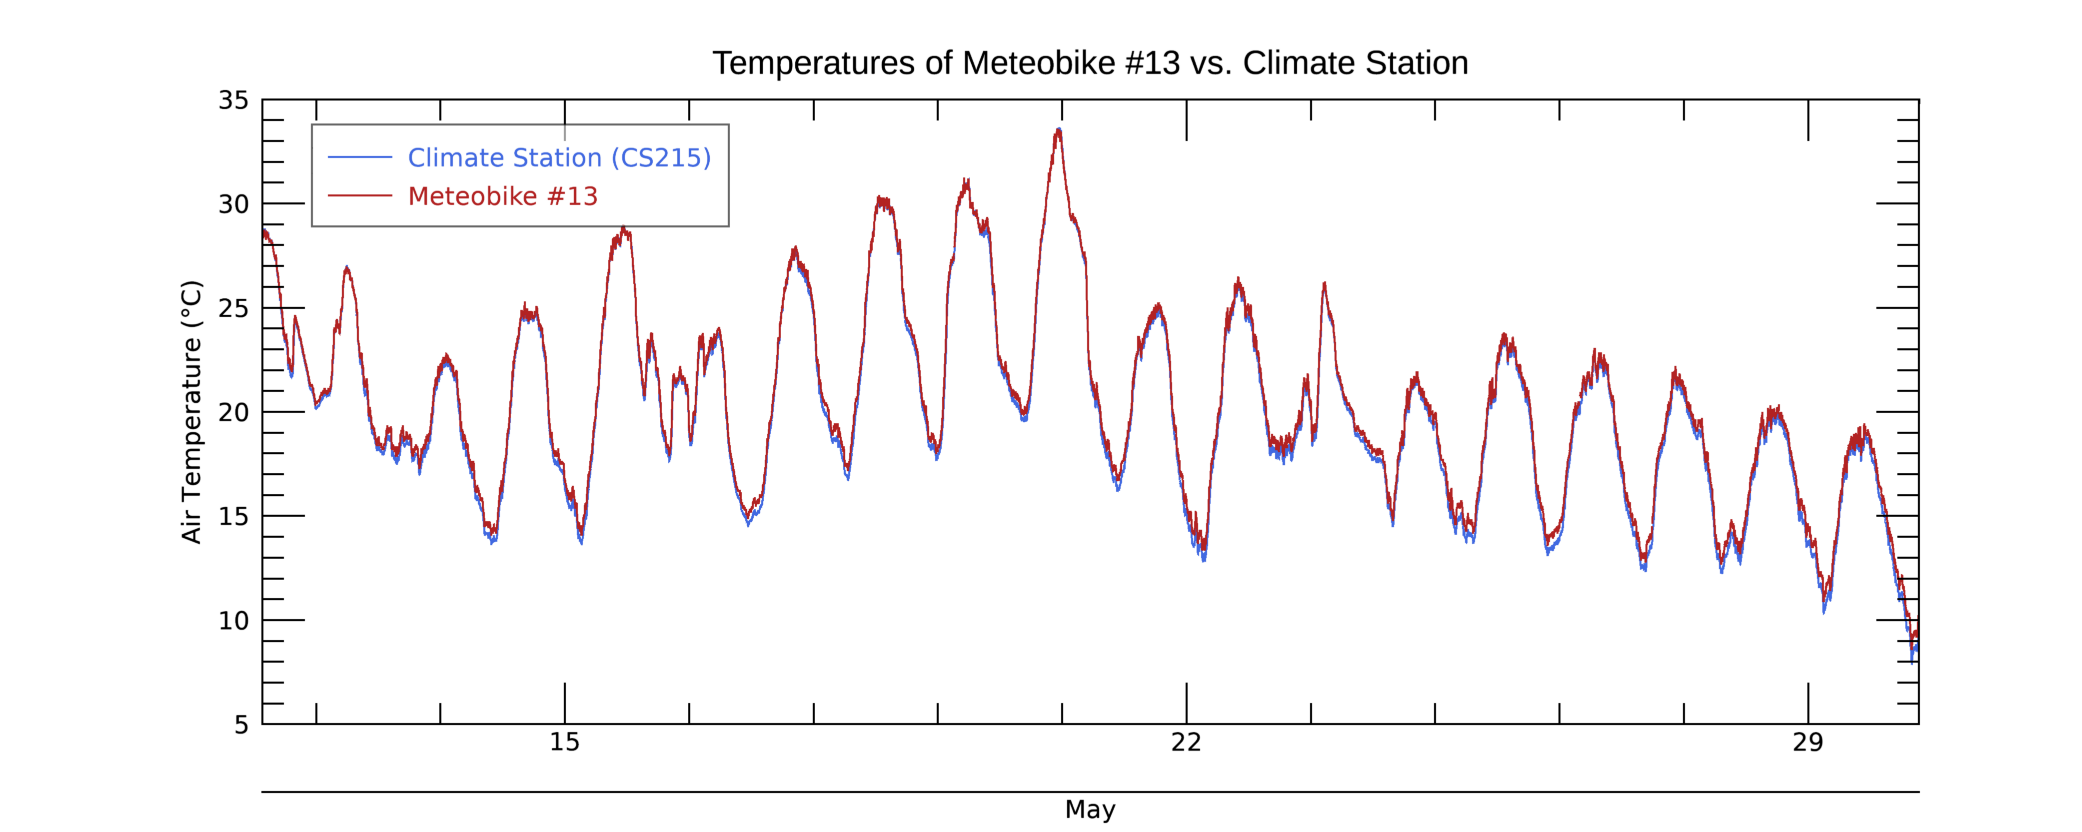 Temperatures of Meteobike #13 vs. Climate Station
35
Climate Station (CS215)
Meteobike #13
30
25
20
15
10
5
Air Temperature (°C)
15
22
29
May